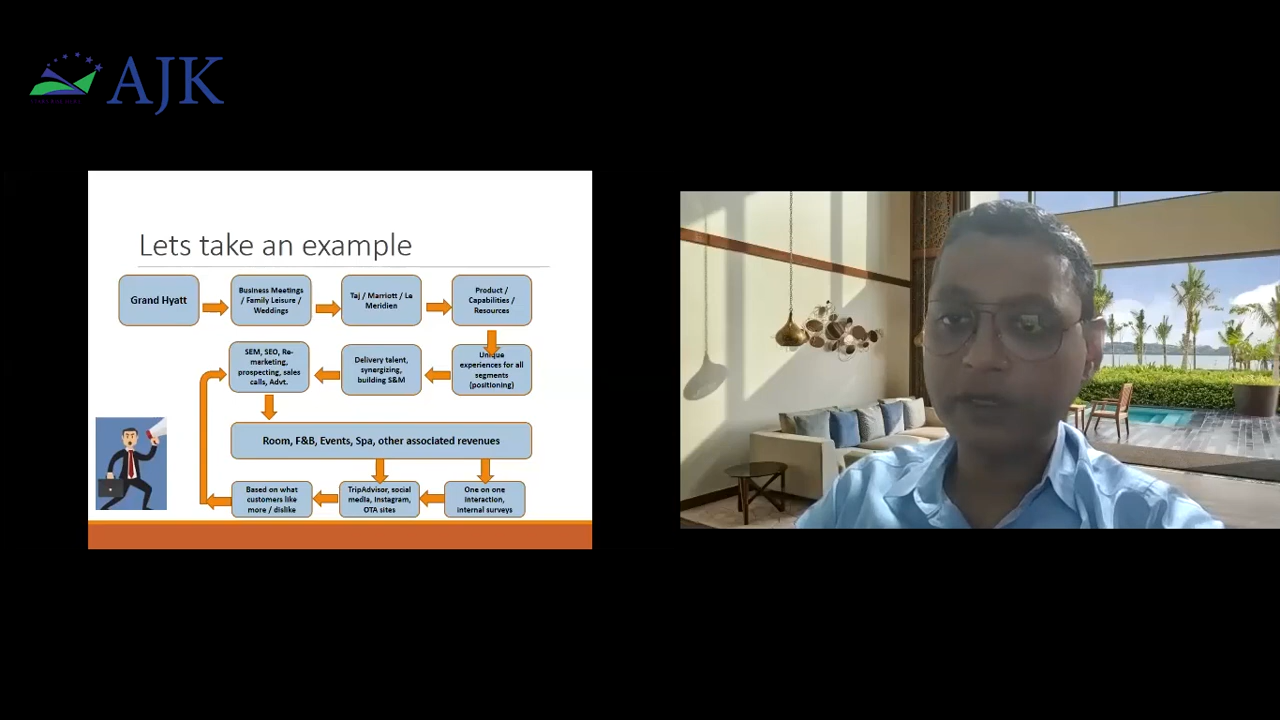 AJK
Lets take an example
Grand Hyatt
Business Meetings
/ Family Leisure /
Weddings
Taj / Marriott / Le
Meridien
Product /
Capabilities /
Resources
SEM, SEO, Re-
marketing,
prospecting, sales
calls, Advt.
Delivery talent,
synergizing,
building S&M
Unique
experiences for all
segments
(positioning)
Room, F&B, Events, Spa, other associated revenues
Based on what
customers like
more / dislike
TripAdvisor, social
media, Instagram,
OTA sites
One on one
interaction,
internal surveys